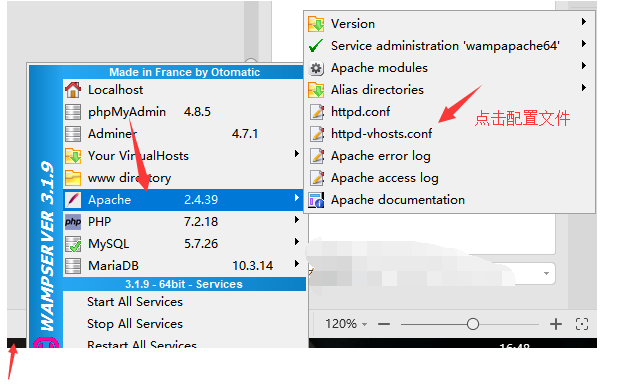 Made in France by Otomatic
Localhost
phpMyAdmin 4.8.5
Adminer 4.7.1
Your VirtualHosts
www directory
Apache 2.4.39
php PHP 7.2.18
MySQL 5.7.26
MariaDB 10.3.14
3.1.9 - 64bit - Services
Start All Services
Stop All Services
Restart All Services
WAMPSERVER 3.1.9
Version
Service administration 'wampapache64'
Apache modules
Alias directories
httpd.conf
httpd-vhosts.conf
Apache error log
Apache access log
Apache documentation
点击配置文件
120%
16:48